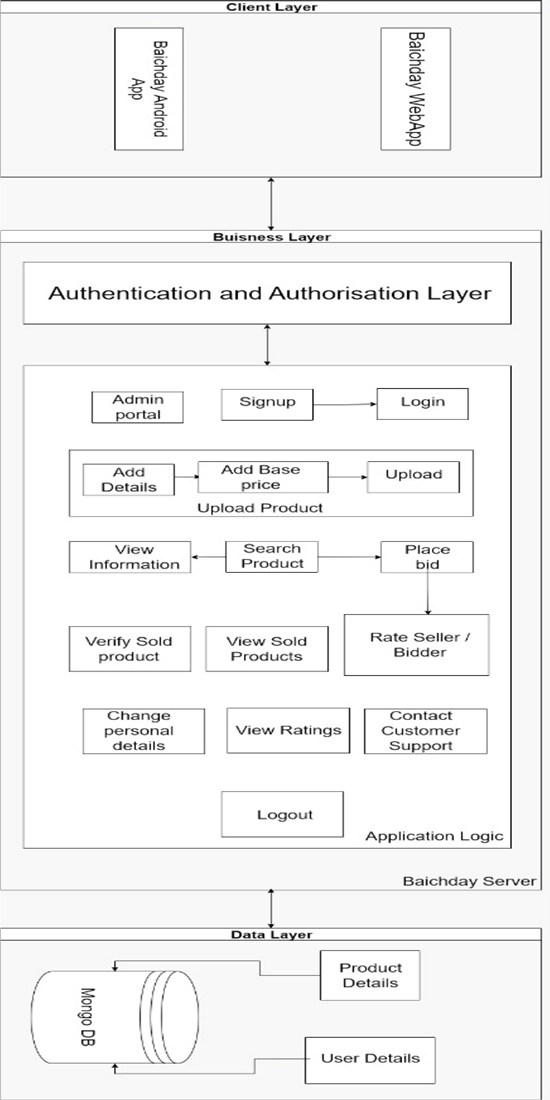 Client Layer
Baichday Android
App
Baichday WebApp
Buisness Layer
Authentication and Authorisation Layer
Admin
portal
Signup
Login
Add
Details
Add Base
price
Upload
Upload Product
View
Information
Search
Product
Place
bid
Verify Sold
product
View Sold
Products
Rate Seller /
Bidder
Change
personal
details
View Ratings
Contact
Customer
Support
Logout
Application Logic
Baichday Server
Data Layer
Mongo DB
Product
Details
User Details